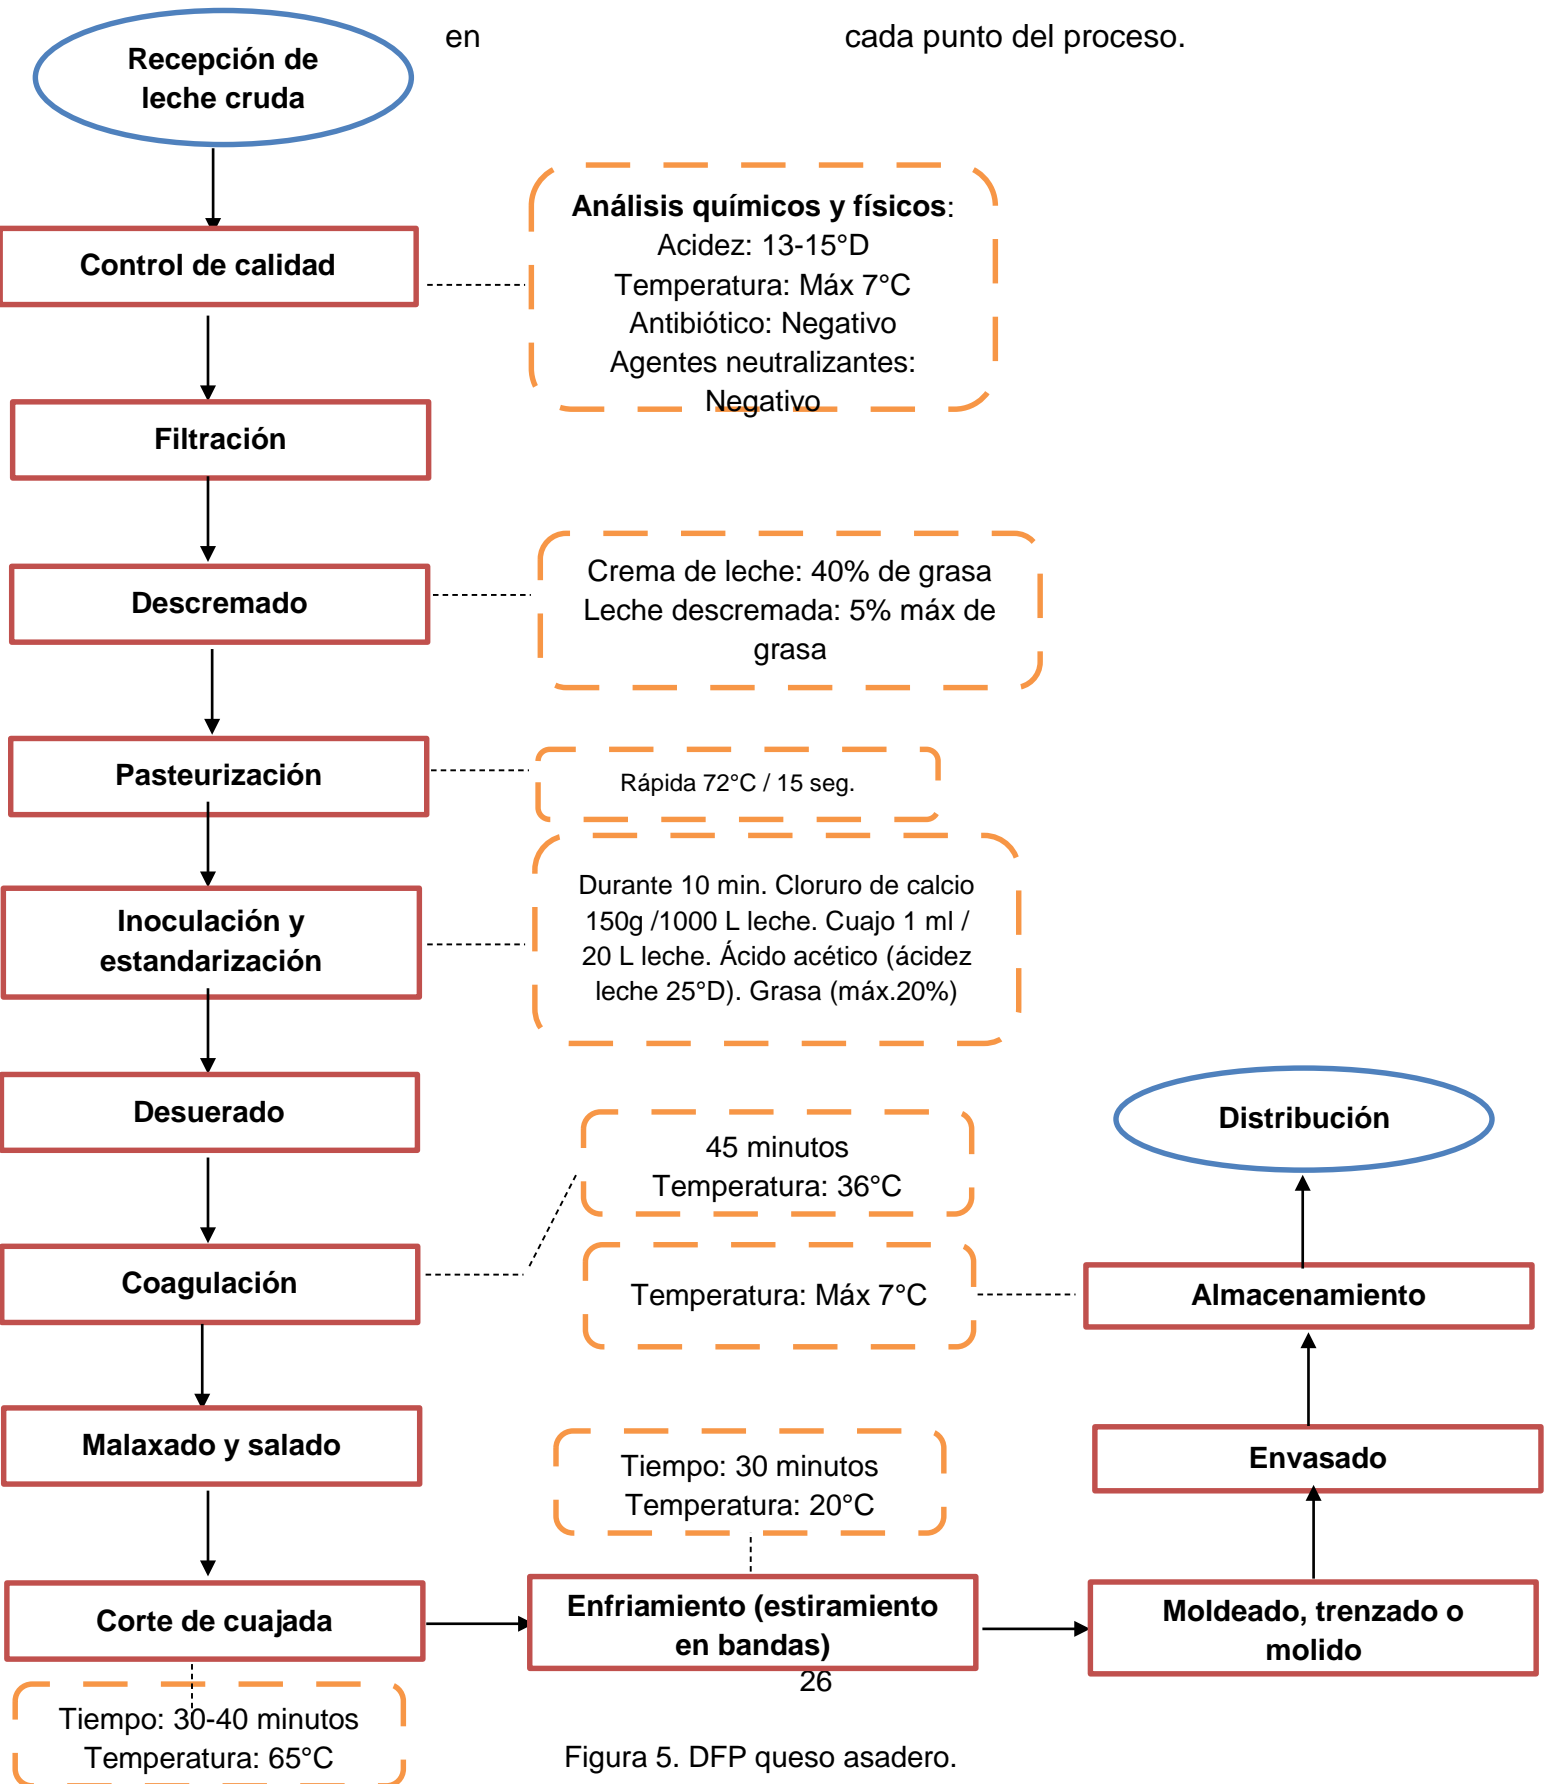 en cada punto del proceso.
Recepción de
leche cruda
Análisis químicos y físicos:
Acidez: 13-15°D
Temperatura: Máx 7°C
Antibiótico: Negativo
Agentes neutralizantes:
Negativo
Control de calidad
Filtración
Crema de leche: 40% de grasa
Leche descremada: 5% máx de
grasa
Descremado
Pasteurización
Rápida 72°C / 15 seg.
Durante 10 min. Cloruro de calcio
150g /1000 L leche. Cuajo 1 ml /
20 L leche. Ácido acético (ácidez
leche 25°D). Grasa (máx.20%)
Inoculación y
estandarización
Desuerado
45 minutos
Temperatura: 36°C
Coagulación
Malaxado y salado
Corte de cuajada
Tiempo: 30-40 minutos
Temperatura: 65°C
Tiempo: 30 minutos
Temperatura: 20°C
Enfriamiento (estiramiento
en bandas)
Moldeado, trenzado o
molido
Envasado
Almacenamiento
Temperatura: Máx 7°C
Distribución
26
Figura 5. DFP queso asadero.